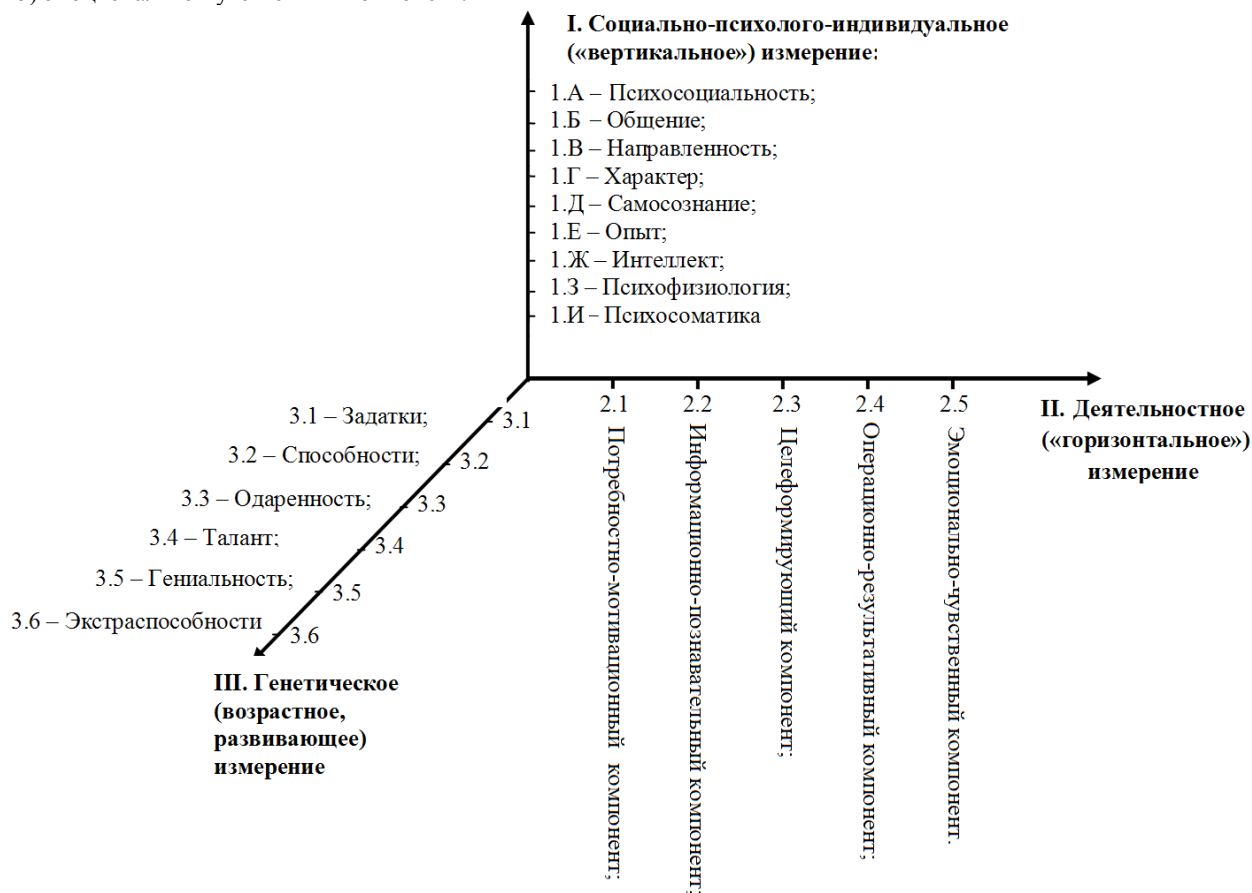 I. Социально-психолого-индивидуальное
(«вертикальное») измерение:
1.А – Психосоциальность;
1.Б – Общение;
1.В – Направленность;
1.Г – Характер;
1.Д – Самосознание;
1.Е – Опыт;
1.Ж – Интеллект;
1.З – Психофизиология;
1.И – Психосоматика
2.1
2.2
2.3
2.4
2.5
II. Деятельностное
(«горизонтальное»)
измерение
Потребностно-мотивационный компонент;
Информационно-познавательный компонент;
Целеформирующий компонент;
Операционно-результативный компонент;
Эмоционально-чувственный компонент.
3.1 – Задатки;
3.1
3.2 – Способности;
3.2
3.3 – Одаренность;
3.3
3.4 – Талант;
3.4
3.5 – Гениальность;
3.5
3.6 – Экстраспособности
3.6
III. Генетическое
(возрастное,
развивающее)
измерение